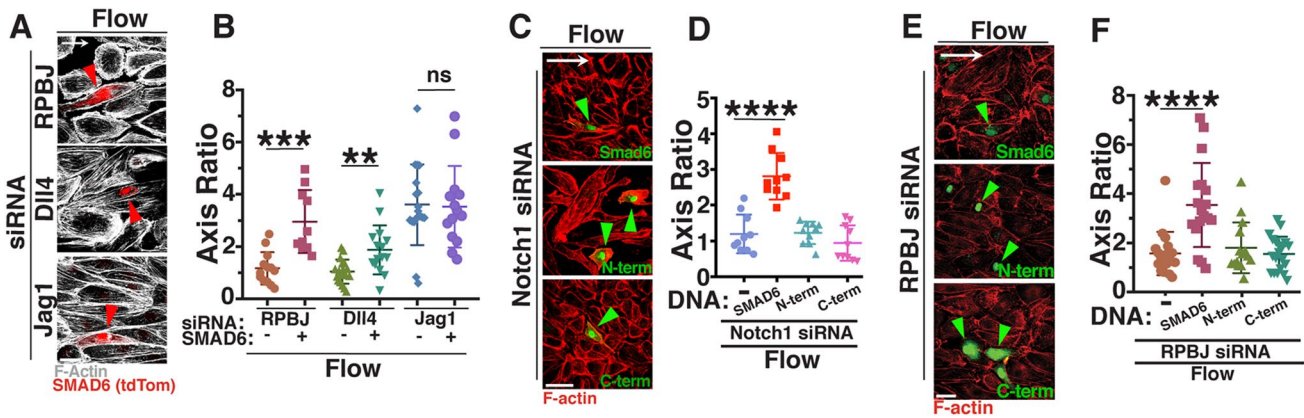 A
Flow
siRNA
RPBJ
Dll4
Jag1
F-Actin
SMAD6 (tdTom)
B
Axis Ratio
8
6
4
2
0
***
**
ns
siRNA: RPBJ Dll4 Jag1
SMAD6: - + - + - +
Flow
C
Flow
Notch1 siRNA
Smad6
N-term
C-term
F-actin
D
Axis Ratio
5
4
3
2
1
0
****
DNA: - SMAD6 N-term C-term
Notch1 siRNA
Flow
E
Flow
RPBJ siRNA
Smad6
N-term
C-term
F-actin
F
Axis Ratio
8
6
4
2
0
****
DNA: - SMAD6 N-term C-term
RPBJ siRNA
Flow